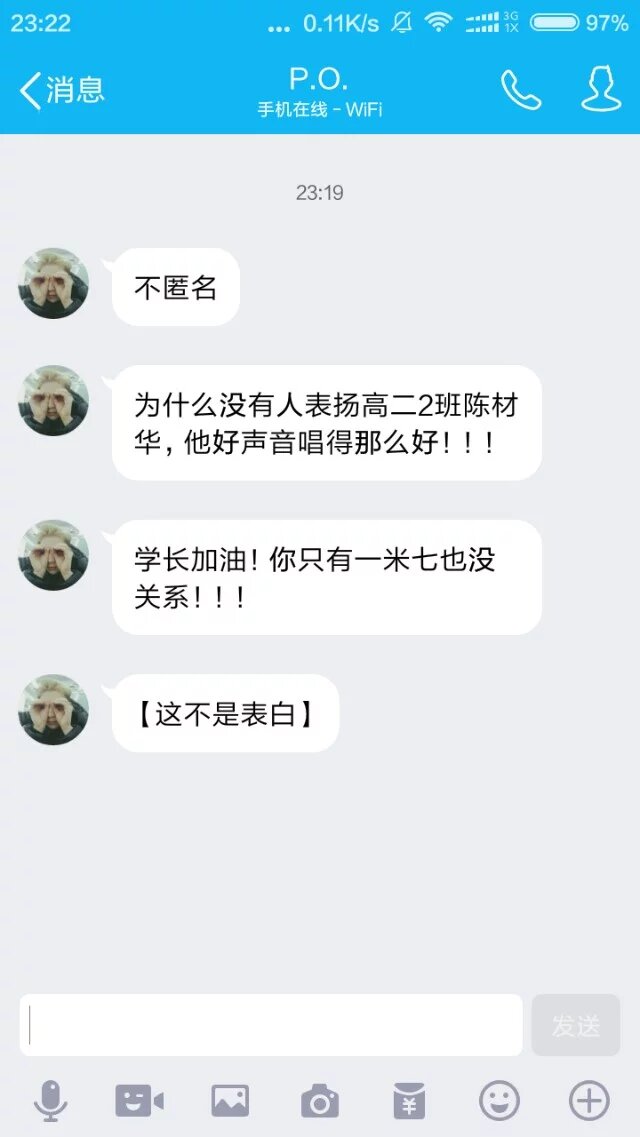 23:22
... 0.11K/s
3G
1X
97%
消息
P.O.
手机在线 - WiFi
23:19
不匿名
为什么没有人表扬高二2班陈材
华，他好声音唱得那么好！！！
学长加油！你只有一米七也没
关系！！！
【这不是表白】
发送